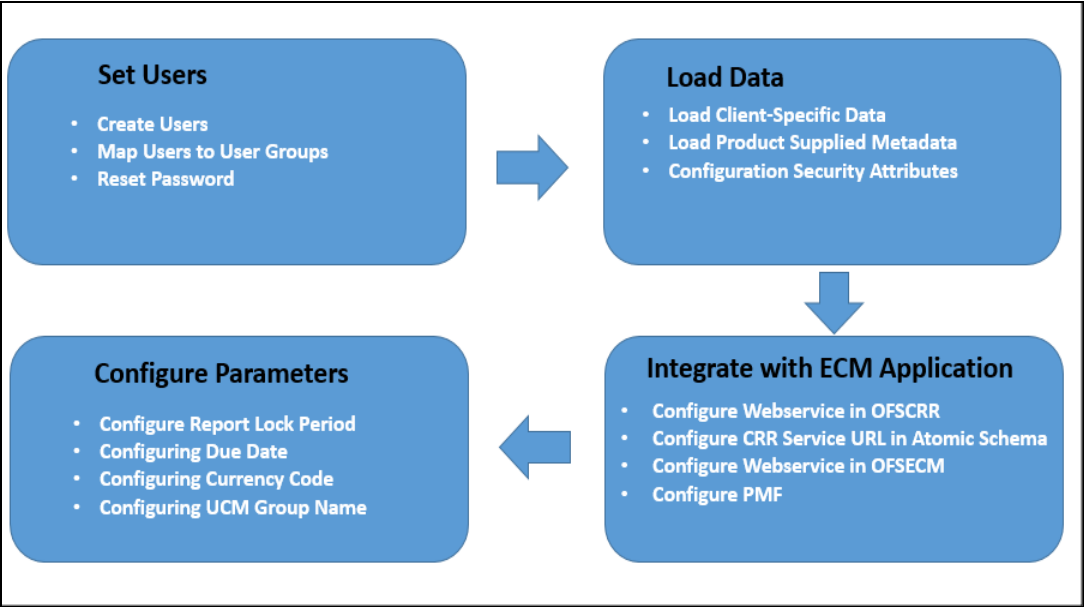 Set Users
• Create Users
• Map Users to User Groups
• Reset Password
Load Data
• Load Client-Specific Data
• Load Product Supplied Metadata
• Configuration Security Attributes
Integrate with ECM Application
• Configure Webservice in OFSCRR
• Configure CRR Service URL in Atomic Schema
• Configure Webservice in OFSECM
• Configure PMF
Configure Parameters
• Configure Report Lock Period
• Configuring Due Date
• Configuring Currency Code
• Configuring UCM Group Name